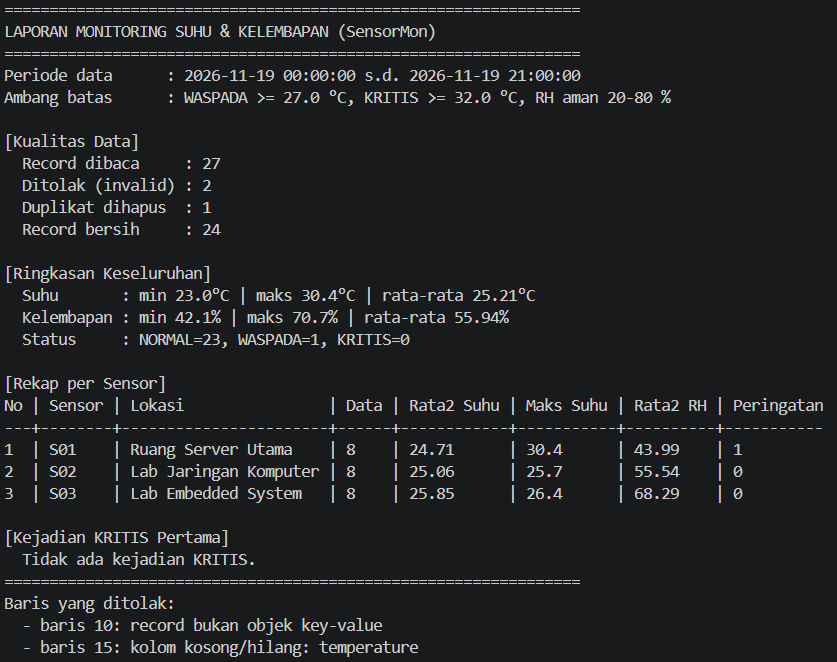 ================================================================
LAPORAN MONITORING SUHU & KELEMBAPAN (SensorMon)
================================================================
Periode data      : 2026-11-19 00:00:00 s.d. 2026-11-19 21:00:00
Ambang batas      : WASPADA >= 27.0 °C, KRITIS >= 32.0 °C, RH aman 20-80 %

[Kualitas Data]
  Record dibaca     : 27
  Ditolak (invalid) : 2
  Duplikat dihapus  : 1
  Record bersih     : 24

[Ringkasan Keseluruhan]
  Suhu       : min 23.0°C | maks 30.4°C | rata-rata 25.21°C
  Kelembapan : min 42.1% | maks 70.7% | rata-rata 55.94%
  Status     : NORMAL=23, WASPADA=1, KRITIS=0

[Rekap per Sensor]
No | Sensor | Lokasi                | Data | Rata2 Suhu | Maks Suhu | Rata2 RH | Peringatan
---+--------+-----------------------+------+------------+-----------+----------+-----------
1  | S01    | Ruang Server Utama    | 8    | 24.71      | 30.4      | 43.99    | 1
2  | S02    | Lab Jaringan Komputer | 8    | 25.06      | 25.7      | 55.54    | 0
3  | S03    | Lab Embedded System   | 8    | 25.85      | 26.4      | 68.29    | 0

[Kejadian KRITIS Pertama]
  Tidak ada kejadian KRITIS.
================================================================
Baris yang ditolak:
  - baris 10: record bukan objek key-value
  - baris 15: kolom kosong/hilang: temperature